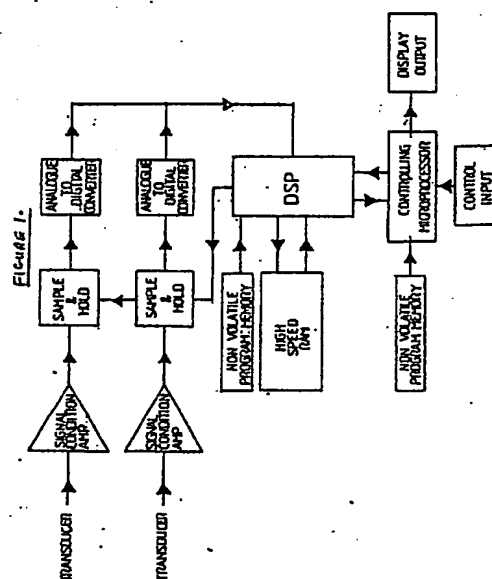 FIGURE 1.
TRANSDUCER
SIGNAL
CONDITION
AMP.
SAMPLE
&
HOLD
ANALOGUE
TO
DIGITAL
CONVERTER
TRANSDUCER
SIGNAL
CONDITION
AMP
SAMPLE
&
HOLD
ANALOGUE
TO
DIGITAL
CONVERTER
DSP
NON VOLATILE
PROGRAM MEMORY
HIGH
SPEED
RAM
NON VOLATILE
PROGRAM MEMORY
CONTROLLING
MICROPROCESSOR
DISPLAY
OUTPUT
CONTROL
INPUT